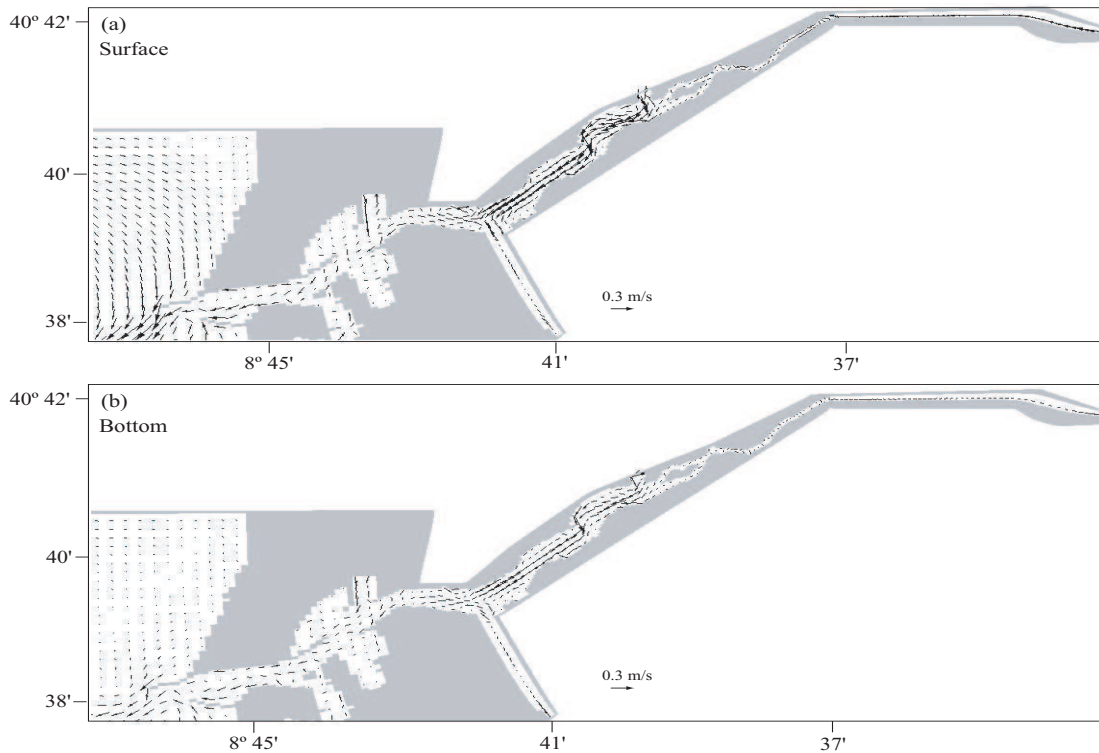 40º 42'
(a)
Surface
40'
38'
0.3 m/s
8º 45'
41'
37'
40º 42'
(b)
Bottom
40'
38'
0.3 m/s
8º 45'
41'
37'